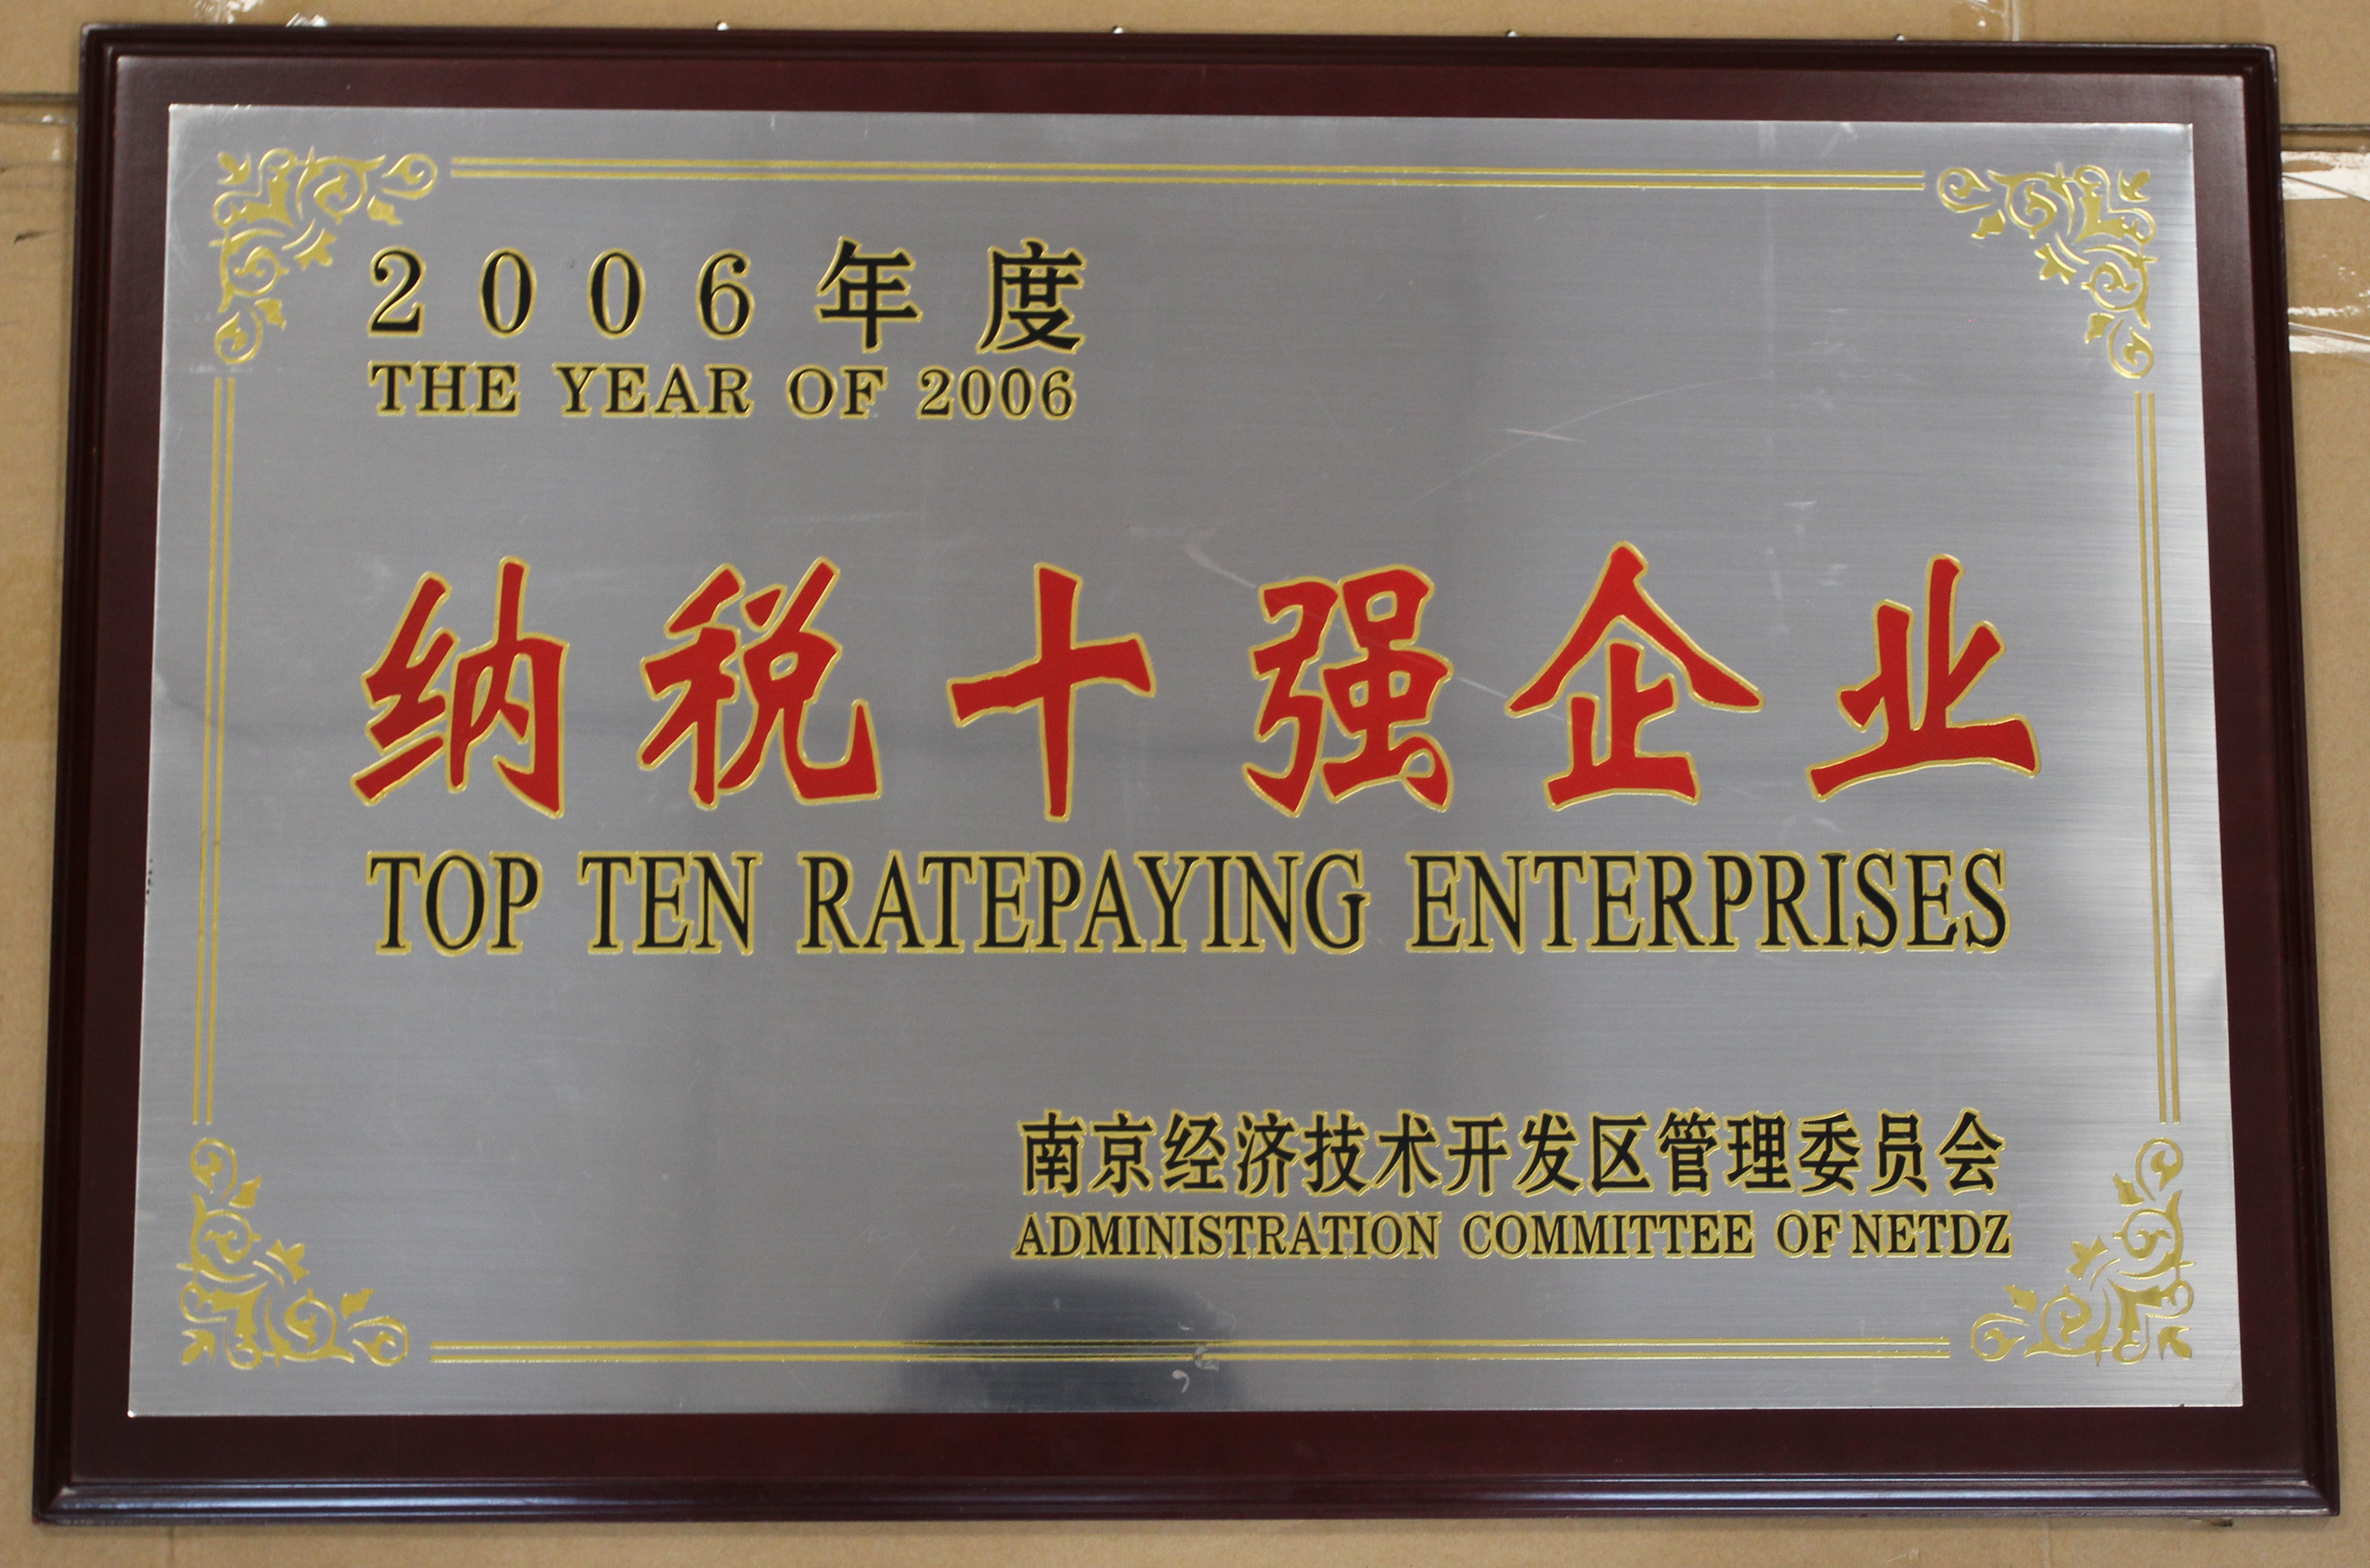 2006年度
THE YEAR OF 2006
纳税十强企业
TOP TEN RATEPAYING ENTERPRISES
南京经济技术开发区管理委员会
ADMINISTRATION COMMITTEE OF NETDZ